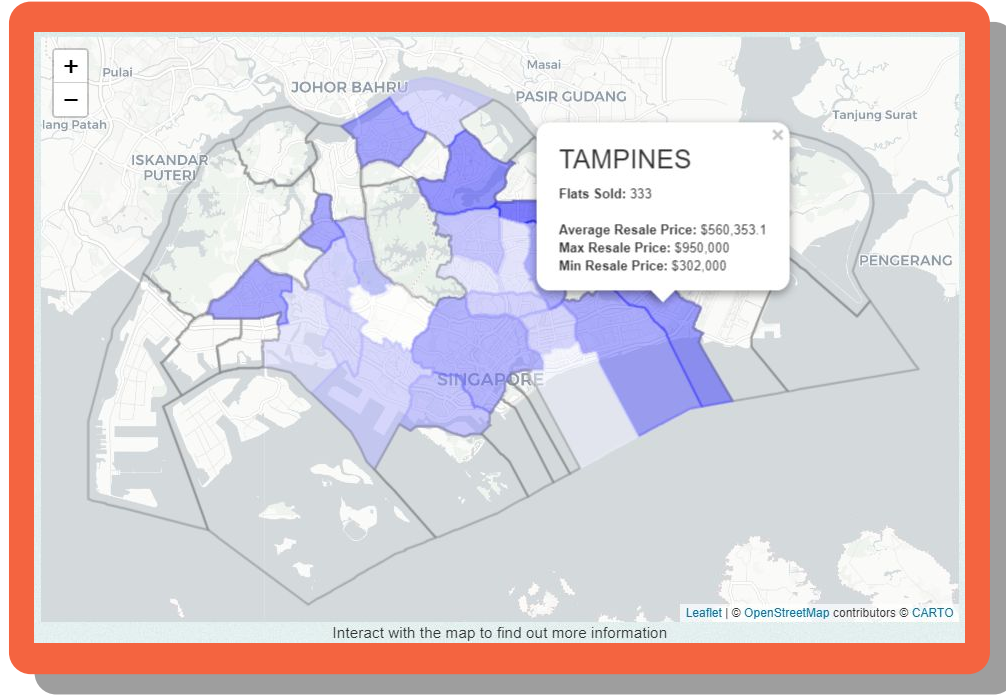 +
−
Pulai
Masai
JOHOR BAHRU
PASIR GUDANG
lang Patah
Tanjung Surat
ISKANDAR
PUTERI
×
TAMPINES
Flats Sold: 333
Average Resale Price: $560,353.1
Max Resale Price: $950,000
Min Resale Price: $302,000
PENGERANG
SINGAPORE
Leaflet | © OpenStreetMap contributors © CARTO
Interact with the map to find out more information